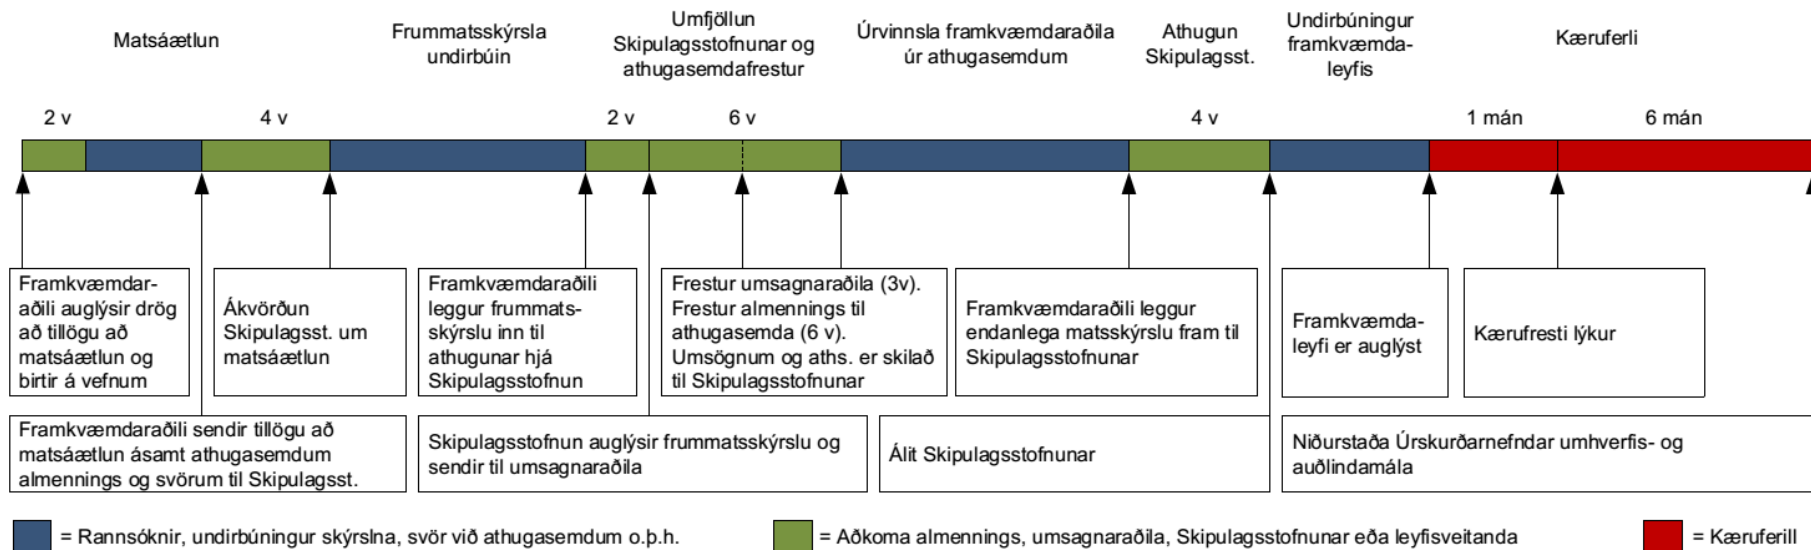 Matsáætlun
Frummatsskýrsla
undirbúin
Umfjöllun
Skipulagsstofnunar og
athugasemdafrestur
Úrvinnsla framkvæmdaraðila
úr athugasemdum
Athugun
Skipulagsst.
Undirbúningur
framkvæmda-
leyfis
Kæruferli
2 v
4 v
2 v
6 v
4 v
1 mán
6 mán
Framkvæmdar-
aðili auglýsir drög
að tillögu að
matsáætlun og
birtir á vefnum
Ákvörðun
Skipulagsst. um
matsáætlun
Framkvæmdaraðili
leggur frummats-
skýrslu inn til
athugunar hjá
Skipulagsstofnun
Frestur umsagnaraðila (3v).
Frestur almennings til
athugasemda (6 v).
Umsögnum og aths. er skilað
til Skipulagsstofnunar
Framkvæmdaraðili leggur
endanlega matsskýrslu fram til
Skipulagsstofnunar
Framkvæmda-
leyfi er auglýst
Kærufresti lýkur
Framkvæmdaraðili sendir tillögu að
matsáætlun ásamt athugasemdum
almennings og svörum til Skipulagsst.
Skipulagsstofnun auglýsir frummatsskýrslu og
sendir til umsagnaraðila
Álit Skipulagsstofnunar
Niðurstaða Úrskurðarnefndar umhverfis- og
auðlindamála
= Rannsóknir, undirbúningur skýrslna, svör við athugasemdum o.þ.h.
= Aðkoma almennings, umsagnaraðila, Skipulagsstofnunar eða leyfisveitanda
= Kæruferill